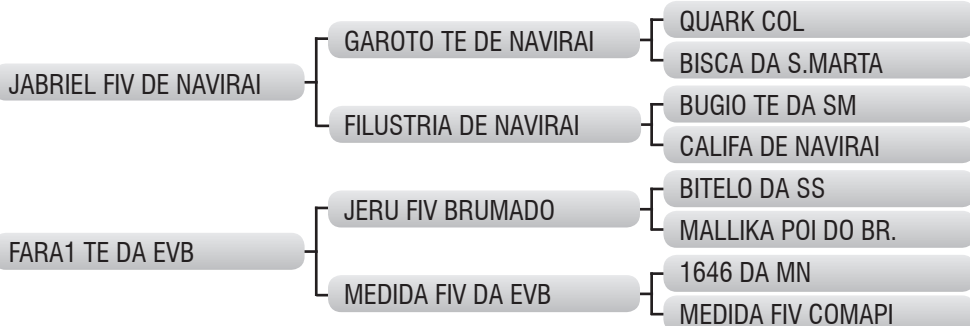 JABRIEL FIV DE NAVIRAI
GAROTO TE DE NAVIRAI
QUARK COL
BISCA DA S.MARTA
FILUSTRIA DE NAVIRAI
BUGIO TE DA SM
CALIFA DE NAVIRAI
FARA1 TE DA EVB
JERU FIV BRUMADO
BITELO DA SS
MALLIKA POI DO BR.
MEDIDA FIV DA EVB
1646 DA MN
MEDIDA FIV COMAPI